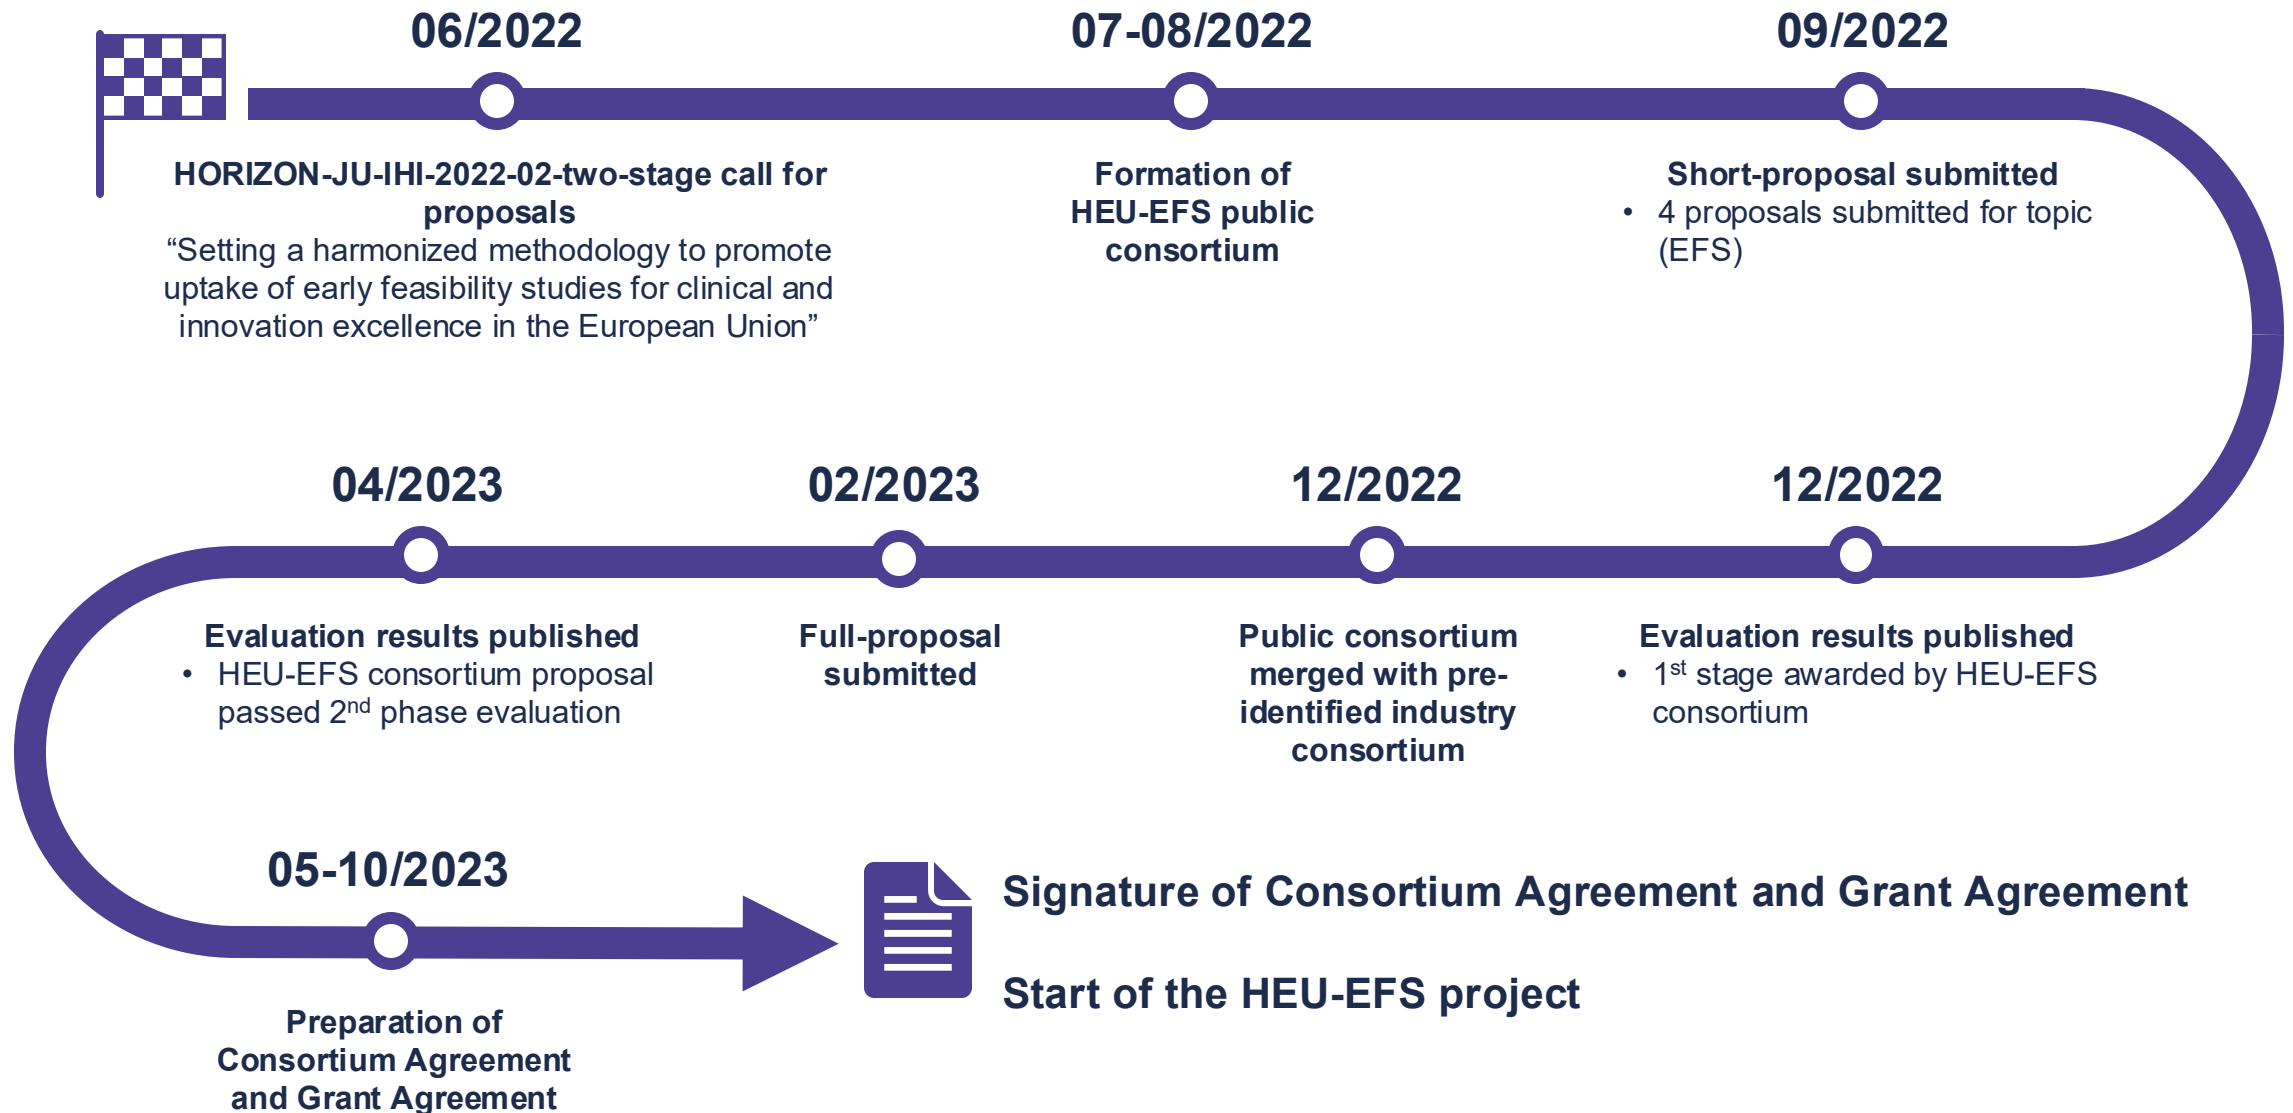 06/2022
HORIZON-JU-IHI-2022-02-two-stage call for
proposals
“Setting a harmonized methodology to promote
uptake of early feasibility studies for clinical and
innovation excellence in the European Union”
07-08/2022
Formation of
HEU-EFS public
consortium
09/2022
Short-proposal submitted
• 4 proposals submitted for topic
(EFS)
12/2022
Evaluation results published
• 1st stage awarded by HEU-EFS
consortium
12/2022
Public consortium
merged with pre-
identified industry
consortium
02/2023
Full-proposal
submitted
04/2023
Evaluation results published
• HEU-EFS consortium proposal
passed 2nd phase evaluation
05-10/2023
Preparation of
Consortium Agreement
and Grant Agreement
Signature of Consortium Agreement and Grant Agreement
Start of the HEU-EFS project